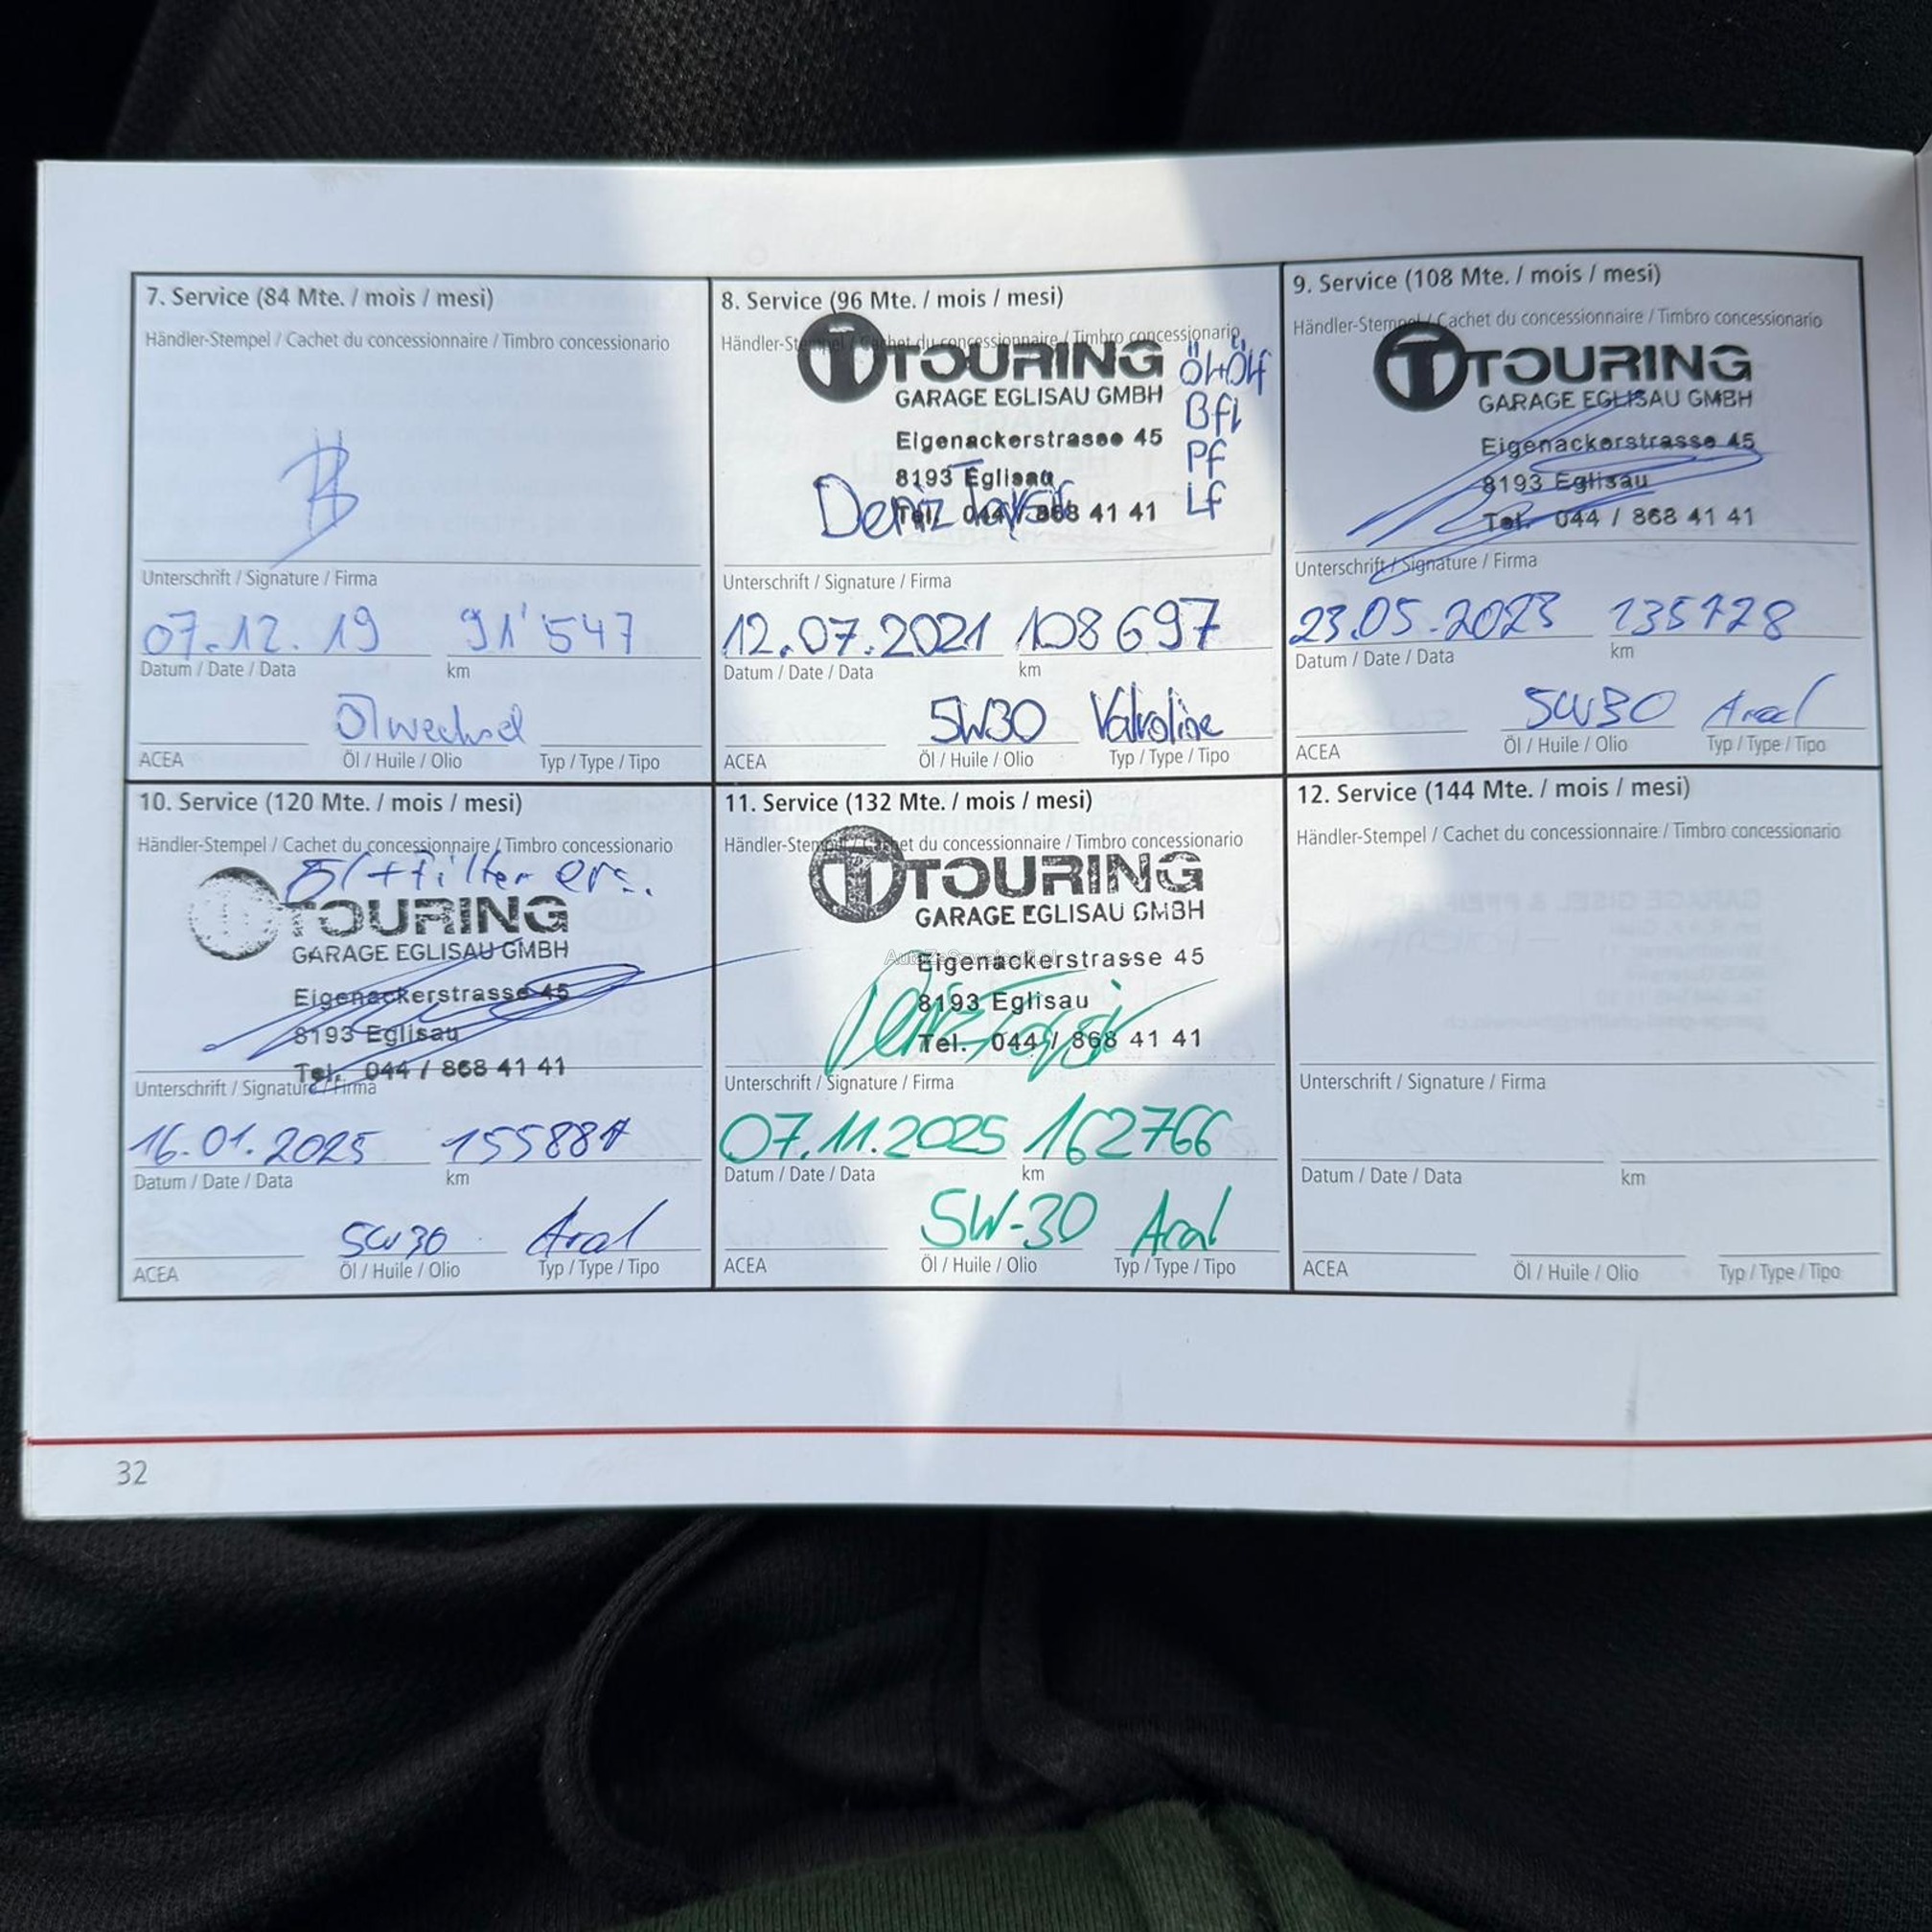 7. Service (84 Mte. / mois / mesi)
Händler-Stempel / Cachet du concessionnaire / Timbro concessionario
Unterschrift / Signature / Firma
07.12.19 91'547
Datum / Date / Data km
Ölwechsel
ACEA Öl / Huile / Olio Typ / Type / Tipo
8. Service (96 Mte. / mois / mesi)
Händler-Stempel / Cachet du concessionnaire / Timbro concessionario
TOURING
GARAGE EGLISAU GMBH
Eigenackerstrasse 45
8193 Eglisau
Tel. 044 / 868 41 41
Öl+Ölf
Bfl
Pf
Lf
Deniz
Unterschrift / Signature / Firma
12.07.2021 108697
Datum / Date / Data km
5W30 Valvoline
ACEA Öl / Huile / Olio Typ / Type / Tipo
9. Service (108 Mte. / mois / mesi)
Händler-Stempel / Cachet du concessionnaire / Timbro concessionario
TOURING
GARAGE EGLISAU GMBH
Eigenackerstrasse 45
8193 Eglisau
Tel. 044 / 868 41 41
Unterschrift / Signature / Firma
23.05.2023 135728
Datum / Date / Data km
5W30 Aral
ACEA Öl / Huile / Olio Typ / Type / Tipo
10. Service (120 Mte. / mois / mesi)
Händler-Stempel / Cachet du concessionnaire / Timbro concessionario
Öl+Filter ers.
TOURING
GARAGE EGLISAU GMBH
Eigenackerstrasse 45
8193 Eglisau
Tel. 044 / 868 41 41
Unterschrift / Signature / Firma
16.01.2025
Datum / Date / Data km
5W30 Aral
ACEA Öl / Huile / Olio Typ / Type / Tipo
11. Service (132 Mte. / mois / mesi)
Händler-Stempel / Cachet du concessionnaire / Timbro concessionario
TOURING
GARAGE EGLISAU GMBH
Eigenackerstrasse 45
8193 Eglisau
Tel. 044 / 868 41 41
Unterschrift / Signature / Firma
07.11.2025 162766
Datum / Date / Data km
5W-30 Aral
ACEA Öl / Huile / Olio Typ / Type / Tipo
12. Service (144 Mte. / mois / mesi)
Händler-Stempel / Cachet du concessionnaire / Timbro concessionario
Unterschrift / Signature / Firma
Datum / Date / Data km
ACEA Öl / Huile / Olio Typ / Type / Tipo
32